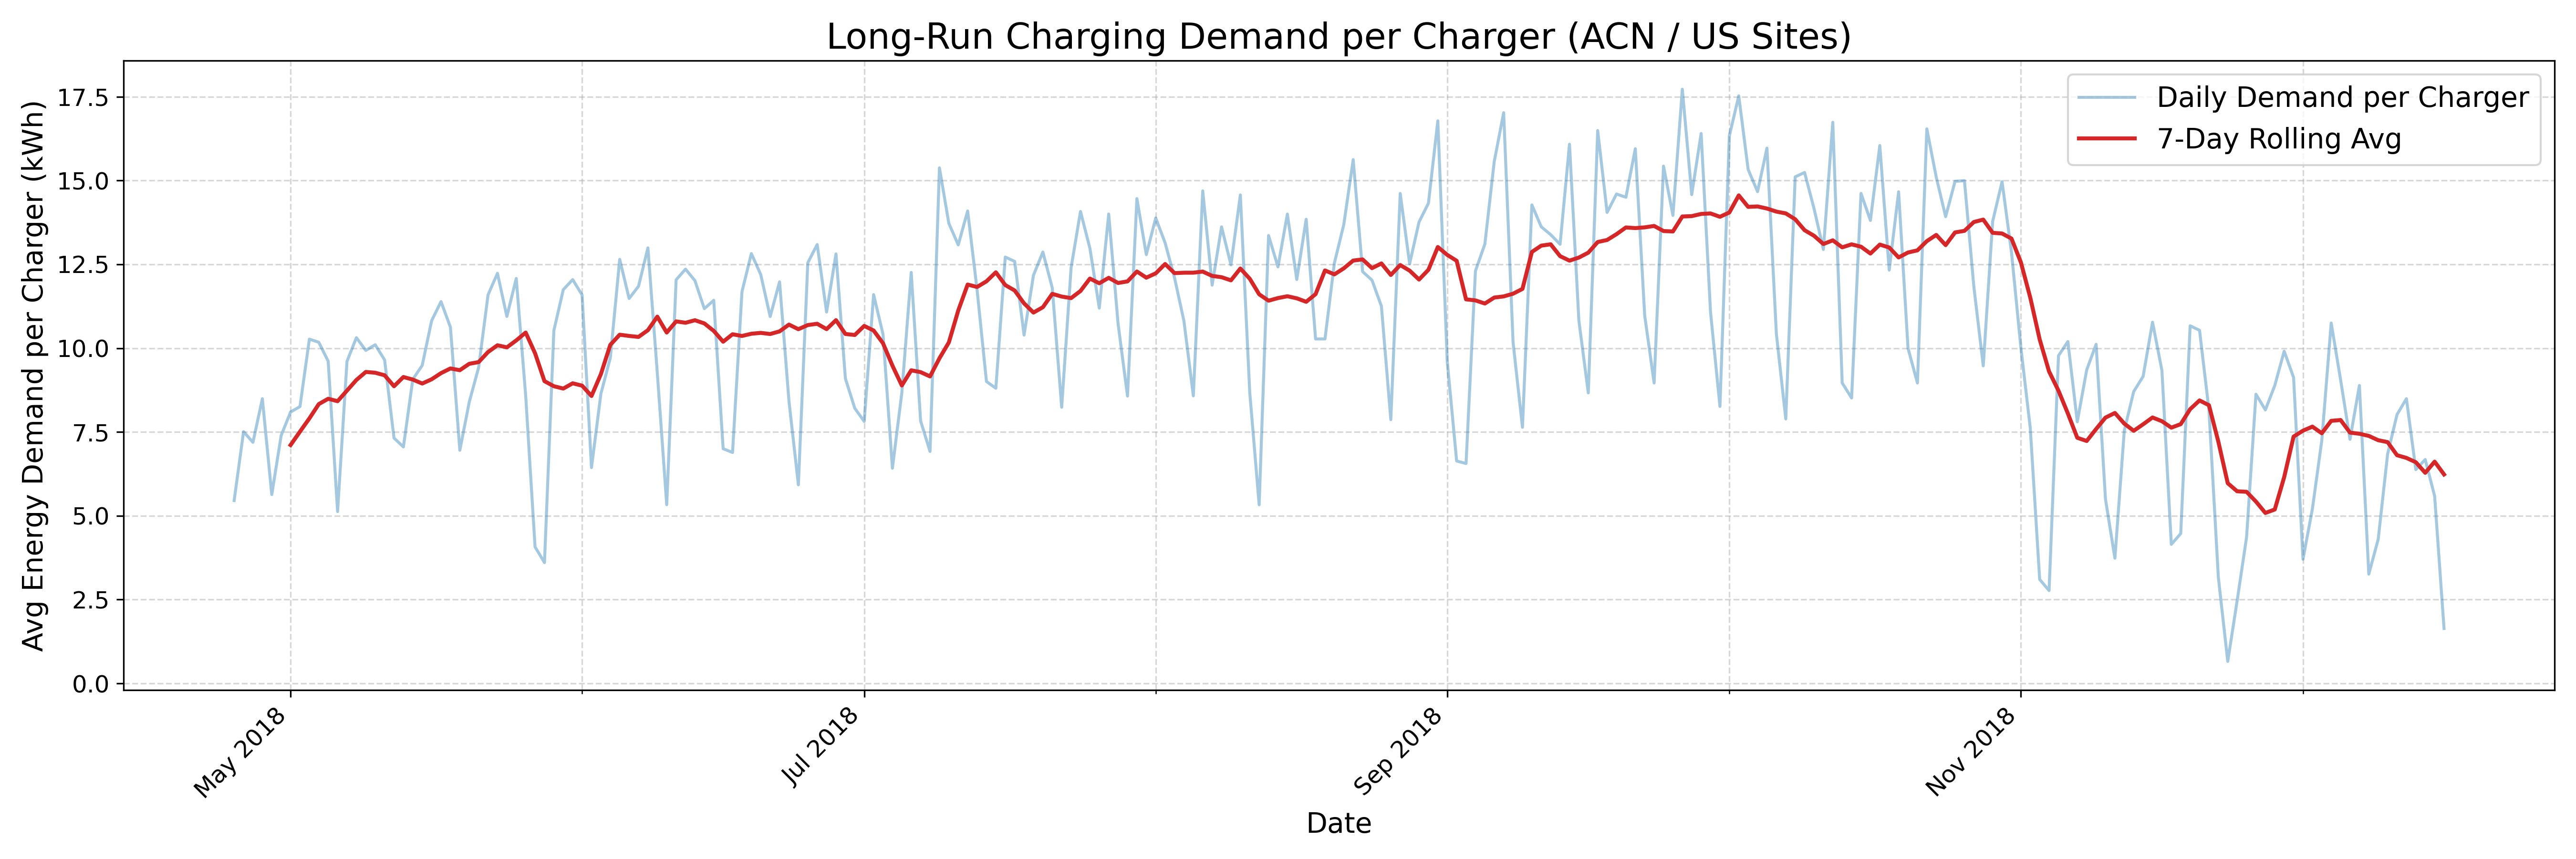 Long-Run Charging Demand per Charger (ACN / US Sites)
Avg Energy Demand per Charger (kWh)
17.5
15.0
12.5
10.0
7.5
5.0
2.5
0.0
Daily Demand per Charger
7-Day Rolling Avg
May 2018
Jul 2018
Sep 2018
Nov 2018
Date